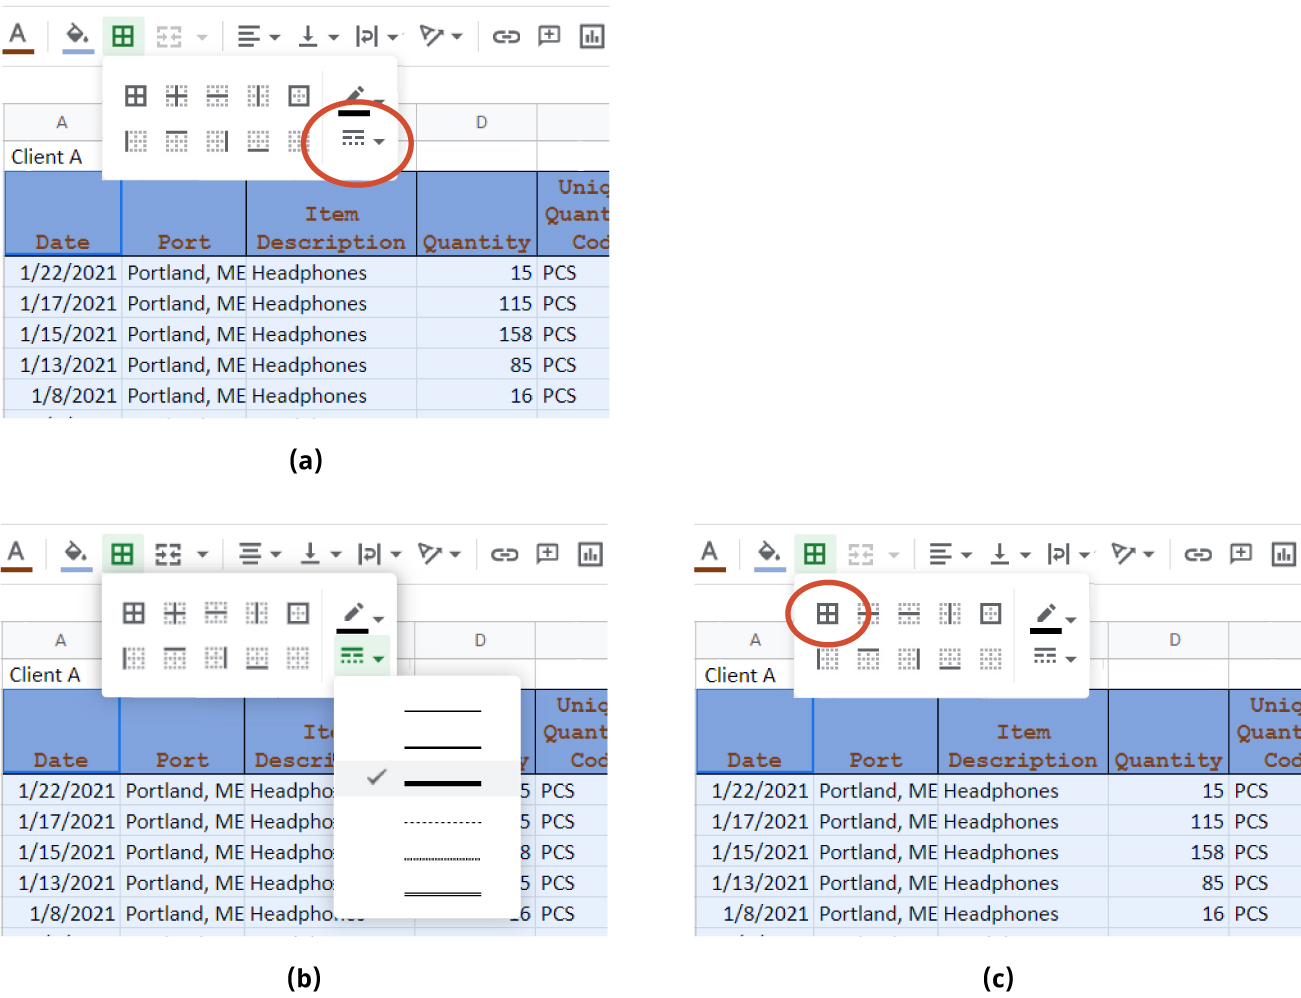 A
A
D
Client A
Uniq
Item Quant
Date Port Description Quantity Cod
1/22/2021 Portland, ME Headphones 15 PCS
1/17/2021 Portland, ME Headphones 115 PCS
1/15/2021 Portland, ME Headphones 158 PCS
1/13/2021 Portland, ME Headphones 85 PCS
1/8/2021 Portland, ME Headphones 16 PCS
(a)
A
A
D
Client A
Uniq
Ite Quant
Date Port Descri y Cod
1/22/2021 Portland, ME Headpho 5 PCS
1/17/2021 Portland, ME Headpho 5 PCS
1/15/2021 Portland, ME Headpho 8 PCS
1/13/2021 Portland, ME Headpho 5 PCS
1/8/2021 Portland, ME Headphones 16 PCS
(b)
A
A
D
Client A
Uniq
Item Quant
Date Port Description Quantity Cod
1/22/2021 Portland, ME Headphones 15 PCS
1/17/2021 Portland, ME Headphones 115 PCS
1/15/2021 Portland, ME Headphones 158 PCS
1/13/2021 Portland, ME Headphones 85 PCS
1/8/2021 Portland, ME Headphones 16 PCS
(c)